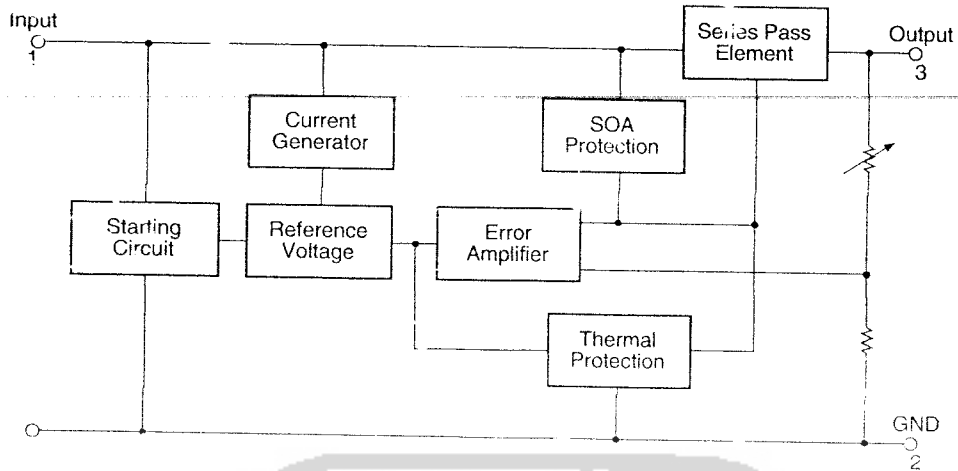 Input
1
Series Pass
Element
Output
3
Current
Generator
SOA
Protection
Starting
Circuit
Reference
Voltage
Error
Amplifier
Thermal
Protection
GND
2